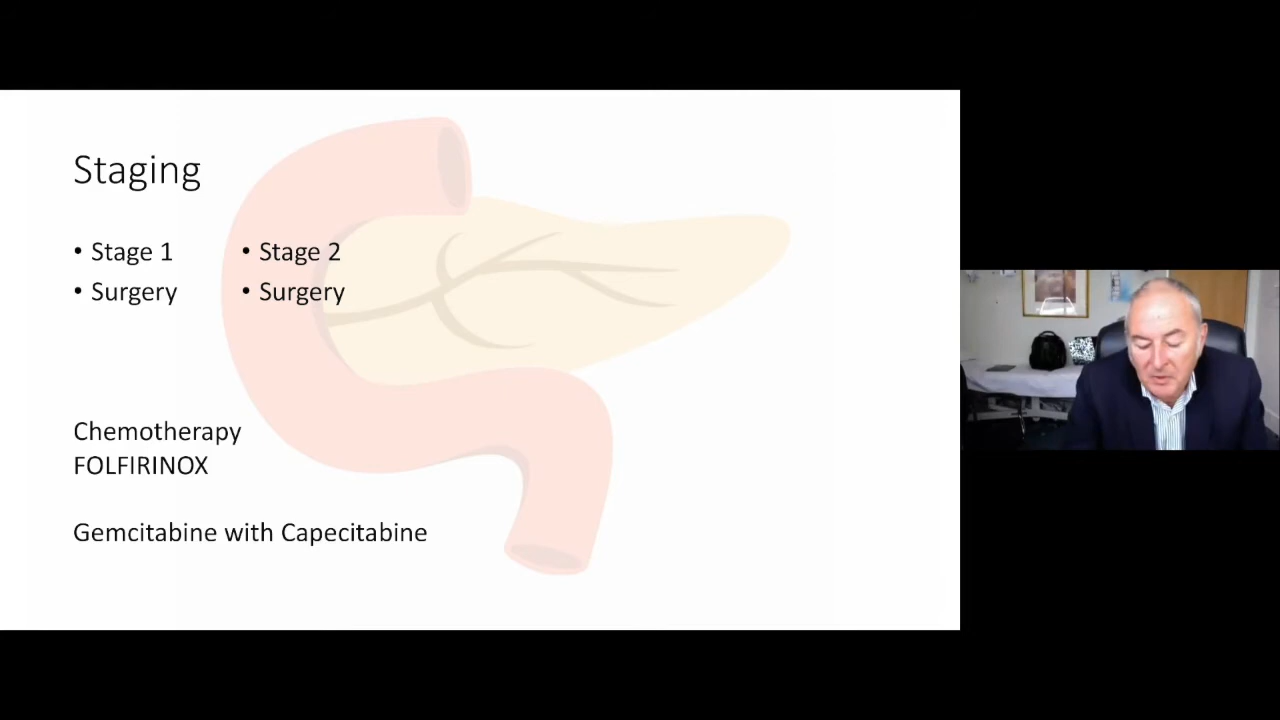 Staging
• Stage 1
• Surgery
• Stage 2
• Surgery
Chemotherapy
FOLFIRINOX
Gemcitabine with Capecitabine